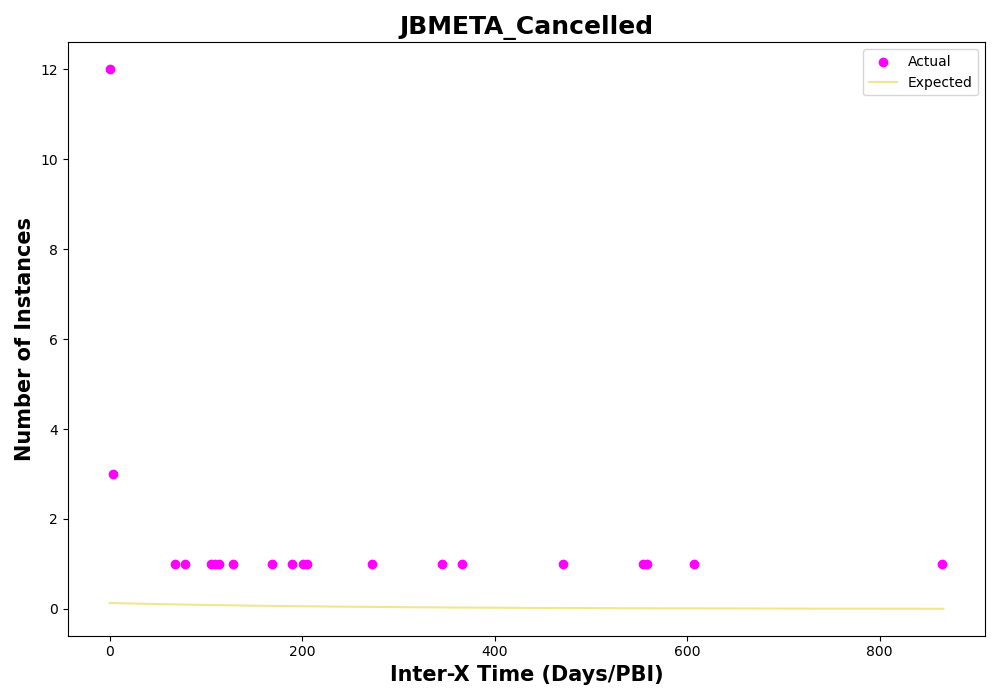 JBMETA_Cancelled
Actual
Expected
12
10
8
6
4
2
0
Number of Instances
0
200
400
600
800
Inter-X Time (Days/PBI)